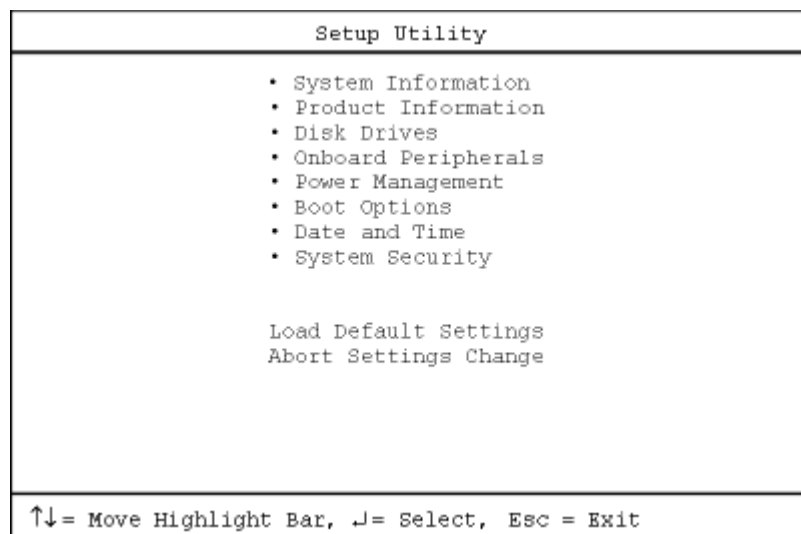 Setup Utility
• System Information
• Product Information
• Disk Drives
• Onboard Peripherals
• Power Management
• Boot Options
• Date and Time
• System Security
Load Default Settings
Abort Settings Change
↑↓= Move Highlight Bar, ↵= Select, Esc = Exit